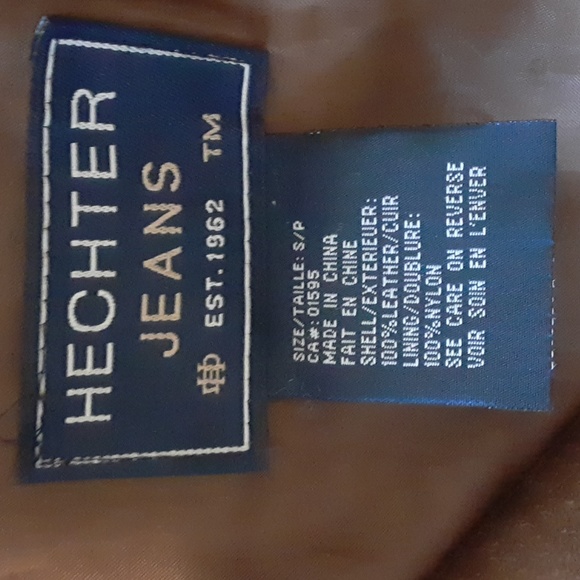 HECHTER
JEANS
EST. 1962 TM
SIZE/TAILLE: S/P
CA#: 01595
MADE IN CHINA
FAIT EN CHINE
SHELL/EXTERIEUR:
100%LEATHER/CUIR
LINING/DOUBLURE:
100%NYLON
SEE CARE ON REVERSE
VOIR SOIN EN L'ENVER